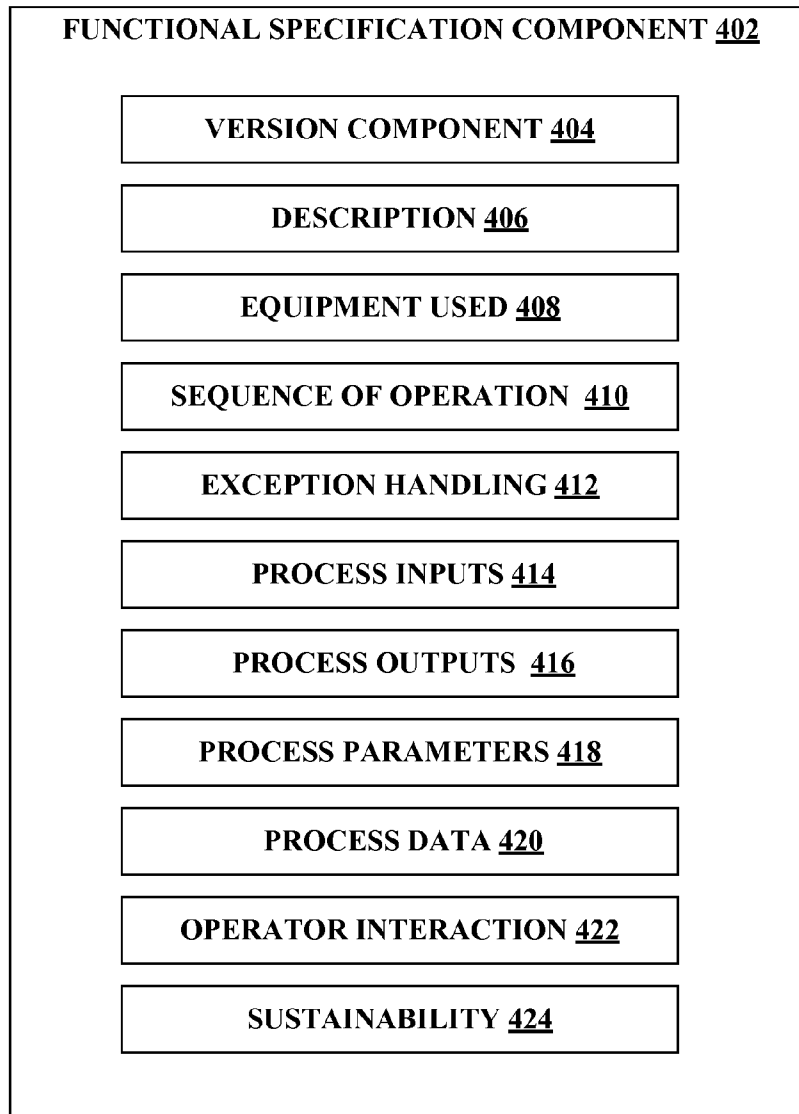 FUNCTIONAL SPECIFICATION COMPONENT 402
VERSION COMPONENT 404
DESCRIPTION 406
EQUIPMENT USED 408
SEQUENCE OF OPERATION 410
EXCEPTION HANDLING 412
PROCESS INPUTS 414
PROCESS OUTPUTS 416
PROCESS PARAMETERS 418
PROCESS DATA 420
OPERATOR INTERACTION 422
SUSTAINABILITY 424